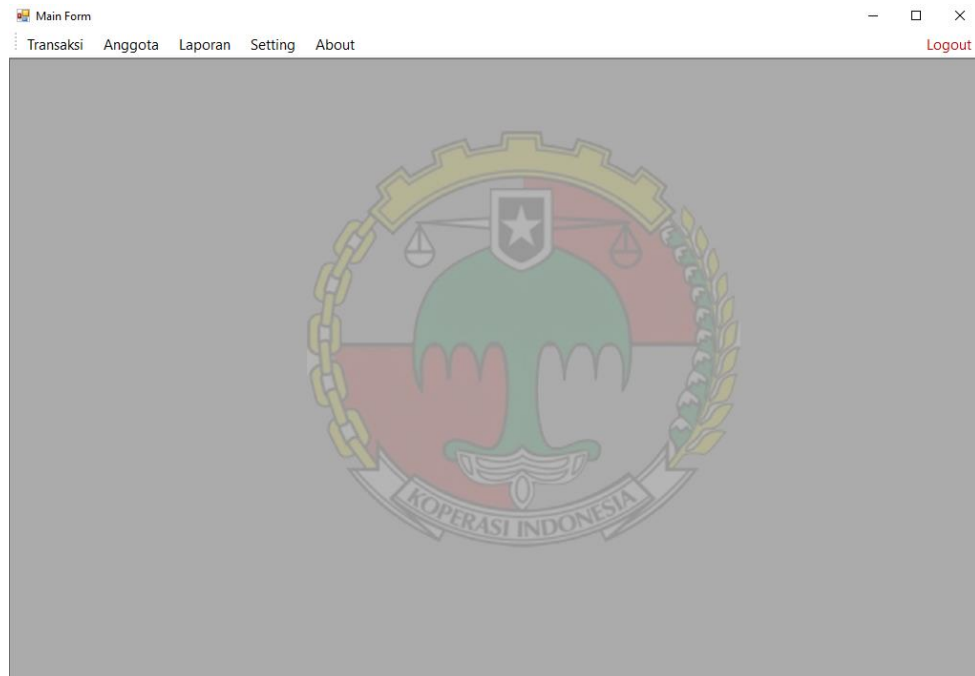 Main Form
Transaksi Anggota Laporan Setting About Logout
KOPERASI INDONESIA